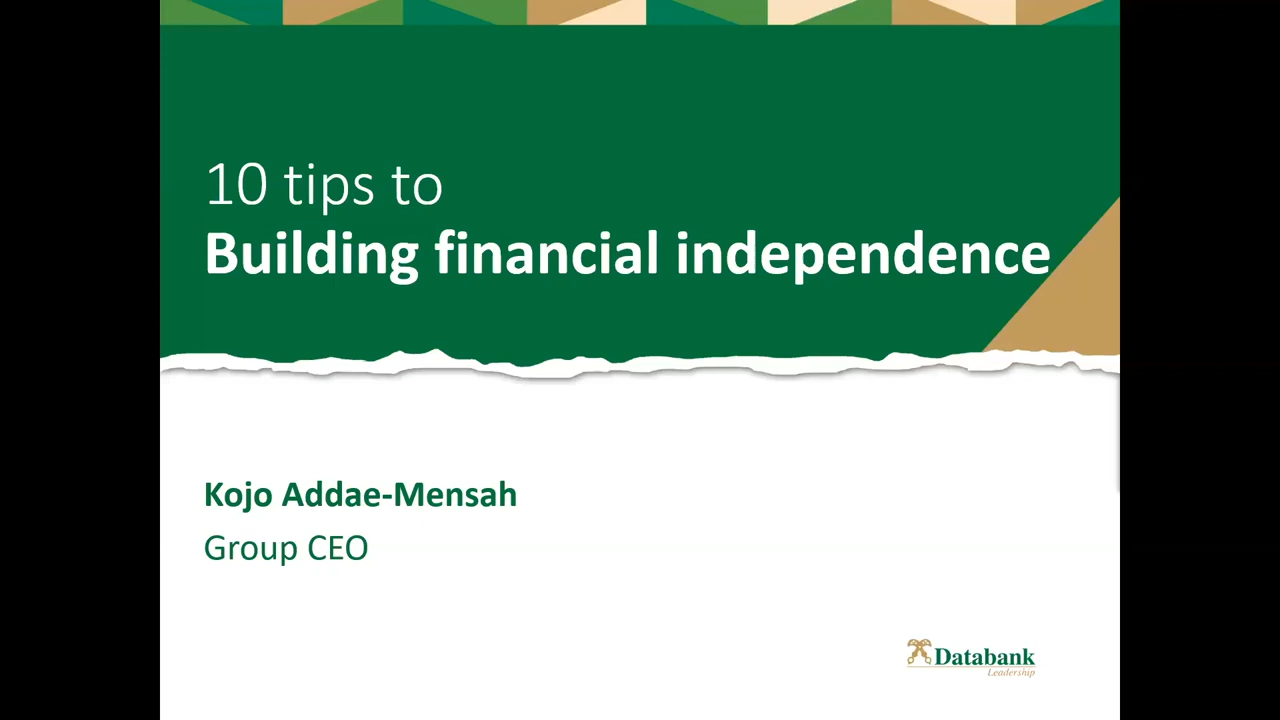 10 tips to
Building financial independence
Kojo Addae-Mensah
Group CEO
Databank
Leadership